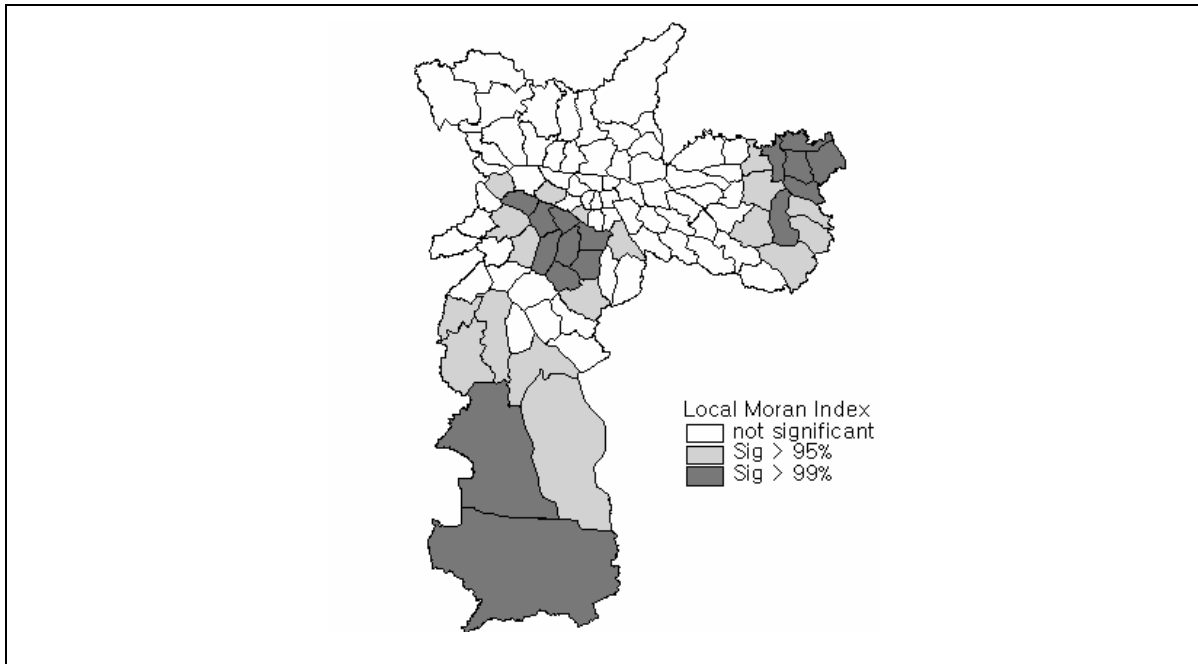 Local Moran Index
not significant
Sig > 95%
Sig > 99%